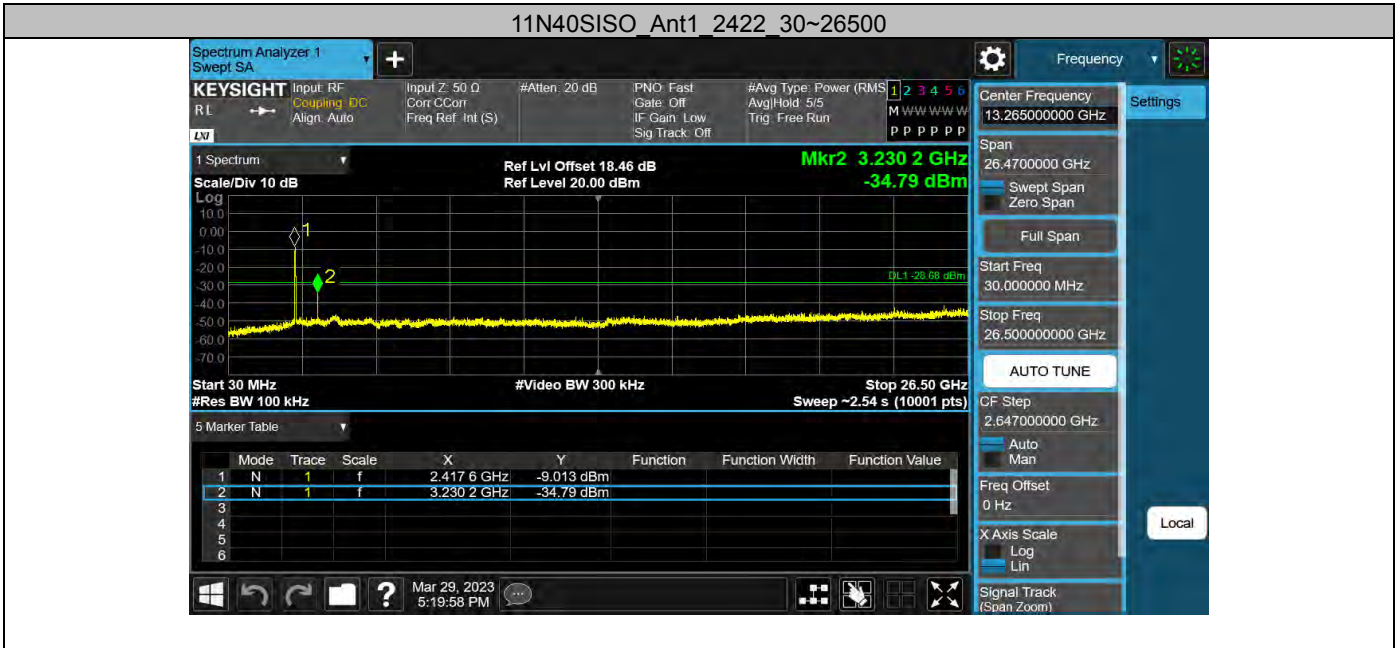 11N40SISO_Ant1_2422_30~26500
Spectrum Analyzer 1
Swept SA
+
Frequency
KEYSIGHT
RL
LXI
Input: RF
Coupling: DC
Align: Auto
Input Z: 50 Ω
Corr CCorr
Freq Ref: Int (S)
#Atten: 20 dB
PNO: Fast
Gate: Off
IF Gain: Low
Sig Track: Off
#Avg Type: Power (RMS
Avg|Hold: 5/5
Trig: Free Run
1 2 3 4 5 6
M W W W W W
P P P P P P
1 Spectrum
Scale/Div 10 dB
Ref Lvl Offset 18.46 dB
Ref Level 20.00 dBm
Mkr2 3.230 2 GHz
-34.79 dBm
Log
10.0
0.00
-10.0
-20.0
-30.0
-40.0
-50.0
-60.0
-70.0
1
2
DL1 -28.68 dBm
Start 30 MHz
#Res BW 100 kHz
#Video BW 300 kHz
Stop 26.50 GHz
Sweep ~2.54 s (10001 pts)
5 Marker Table
Mode Trace Scale X Y Function Function Width Function Value
1 N 1 f 2.417 6 GHz -9.013 dBm
2 N 1 f 3.230 2 GHz -34.79 dBm
3
4
5
6
?
Mar 29, 2023
5:19:58 PM
Center Frequency
13.265000000 GHz
Settings
Span
26.4700000 GHz
Swept Span
Zero Span
Full Span
Start Freq
30.000000 MHz
Stop Freq
26.500000000 GHz
AUTO TUNE
CF Step
2.647000000 GHz
Auto
Man
Freq Offset
0 Hz
Local
X Axis Scale
Log
Lin
Signal Track
(Span Zoom)